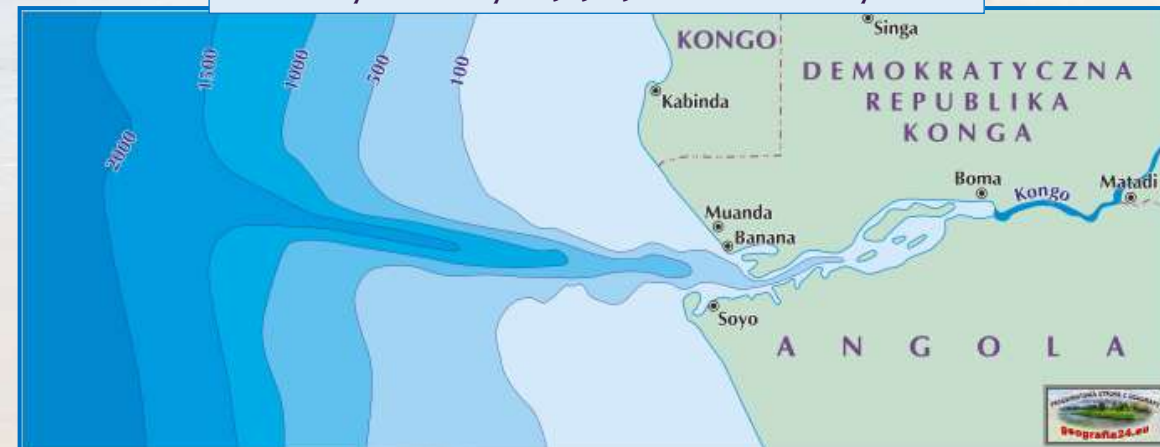 Singa
KONGO
DEMOKRATYCZNA
REPUBLIKA
KONGA
1500
1000
500
100
2000
Kabinda
Boma
Kongo
Matadi
Muanda
Banana
Soyo
ANGOLA
geografia24.eu